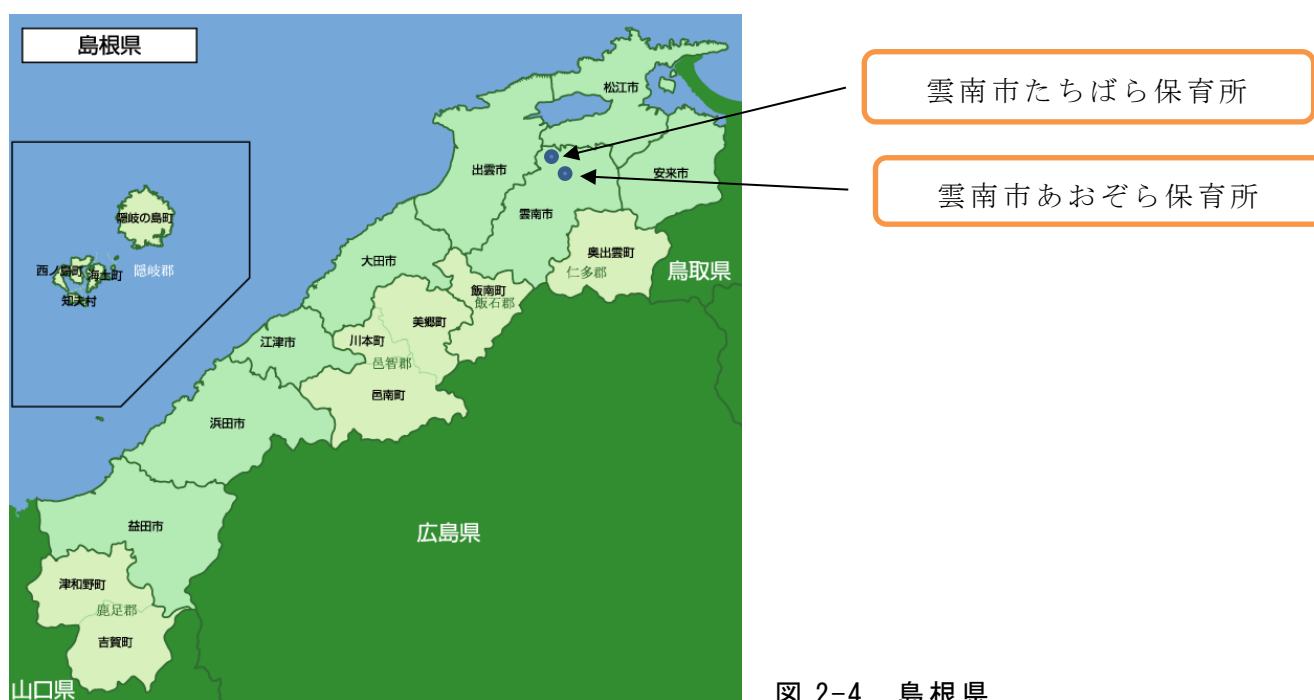 島根県
雲南市たちばら保育所
松江市
出雲市
安来市
雲南市あおぞら保育所
雲南市
隠岐の島町
奥出雲町
大田市
西ノ島町
海士町
隠岐郡
仁多郡
鳥取県
飯南町
飯石郡
知夫村
美郷町
江津市
川本町
邑智郡
邑南町
浜田市
益田市
広島県
津和野町
鹿足郡
吉賀町
山口県
図 2-4 島根県